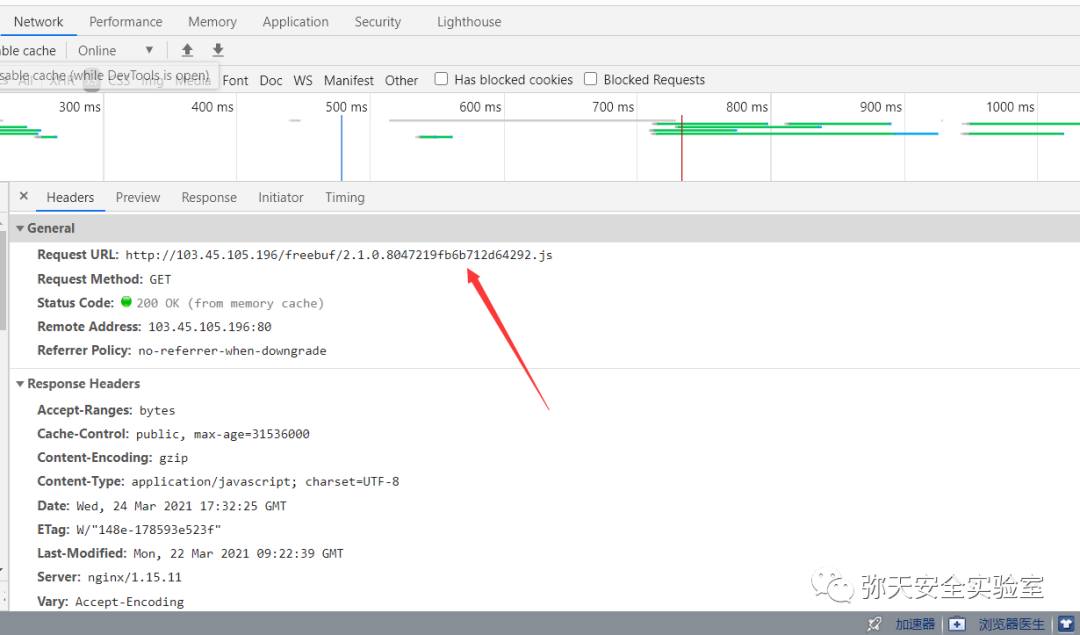 Network Performance Memory Application Security Lighthouse
ble cache Online
sable cache (while DevTools is open) Font Doc WS Manifest Other Has blocked cookies Blocked Requests
300 ms 400 ms 500 ms 600 ms 700 ms 800 ms 900 ms 1000 ms
× Headers Preview Response Initiator Timing
General
Request URL: http://103.45.105.196/freebuf/2.1.0.8047219fb6b712d64292.js
Request Method: GET
Status Code: 200 OK (from memory cache)
Remote Address: 103.45.105.196:80
Referrer Policy: no-referrer-when-downgrade
Response Headers
Accept-Ranges: bytes
Cache-Control: public, max-age=31536000
Content-Encoding: gzip
Content-Type: application/javascript; charset=UTF-8
Date: Wed, 24 Mar 2021 17:32:25 GMT
ETag: W/"148e-178593e523f"
Last-Modified: Mon, 22 Mar 2021 09:22:39 GMT
Server: nginx/1.15.11
Vary: Accept-Encoding
弥天安全实验室
加速器 浏览器医生